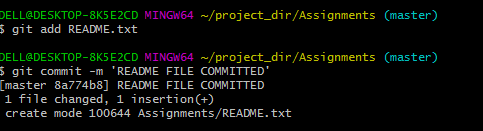 DELL@DESKTOP-8K5E2CD MINGW64 ~/project_dir/Assignments (master)
$ git add README.txt
DELL@DESKTOP-8K5E2CD MINGW64 ~/project_dir/Assignments (master)
$ git commit -m 'README FILE COMMITTED'
[master 8a774b8] README FILE COMMITTED
 1 file changed, 1 insertion(+)
 create mode 100644 Assignments/README.txt